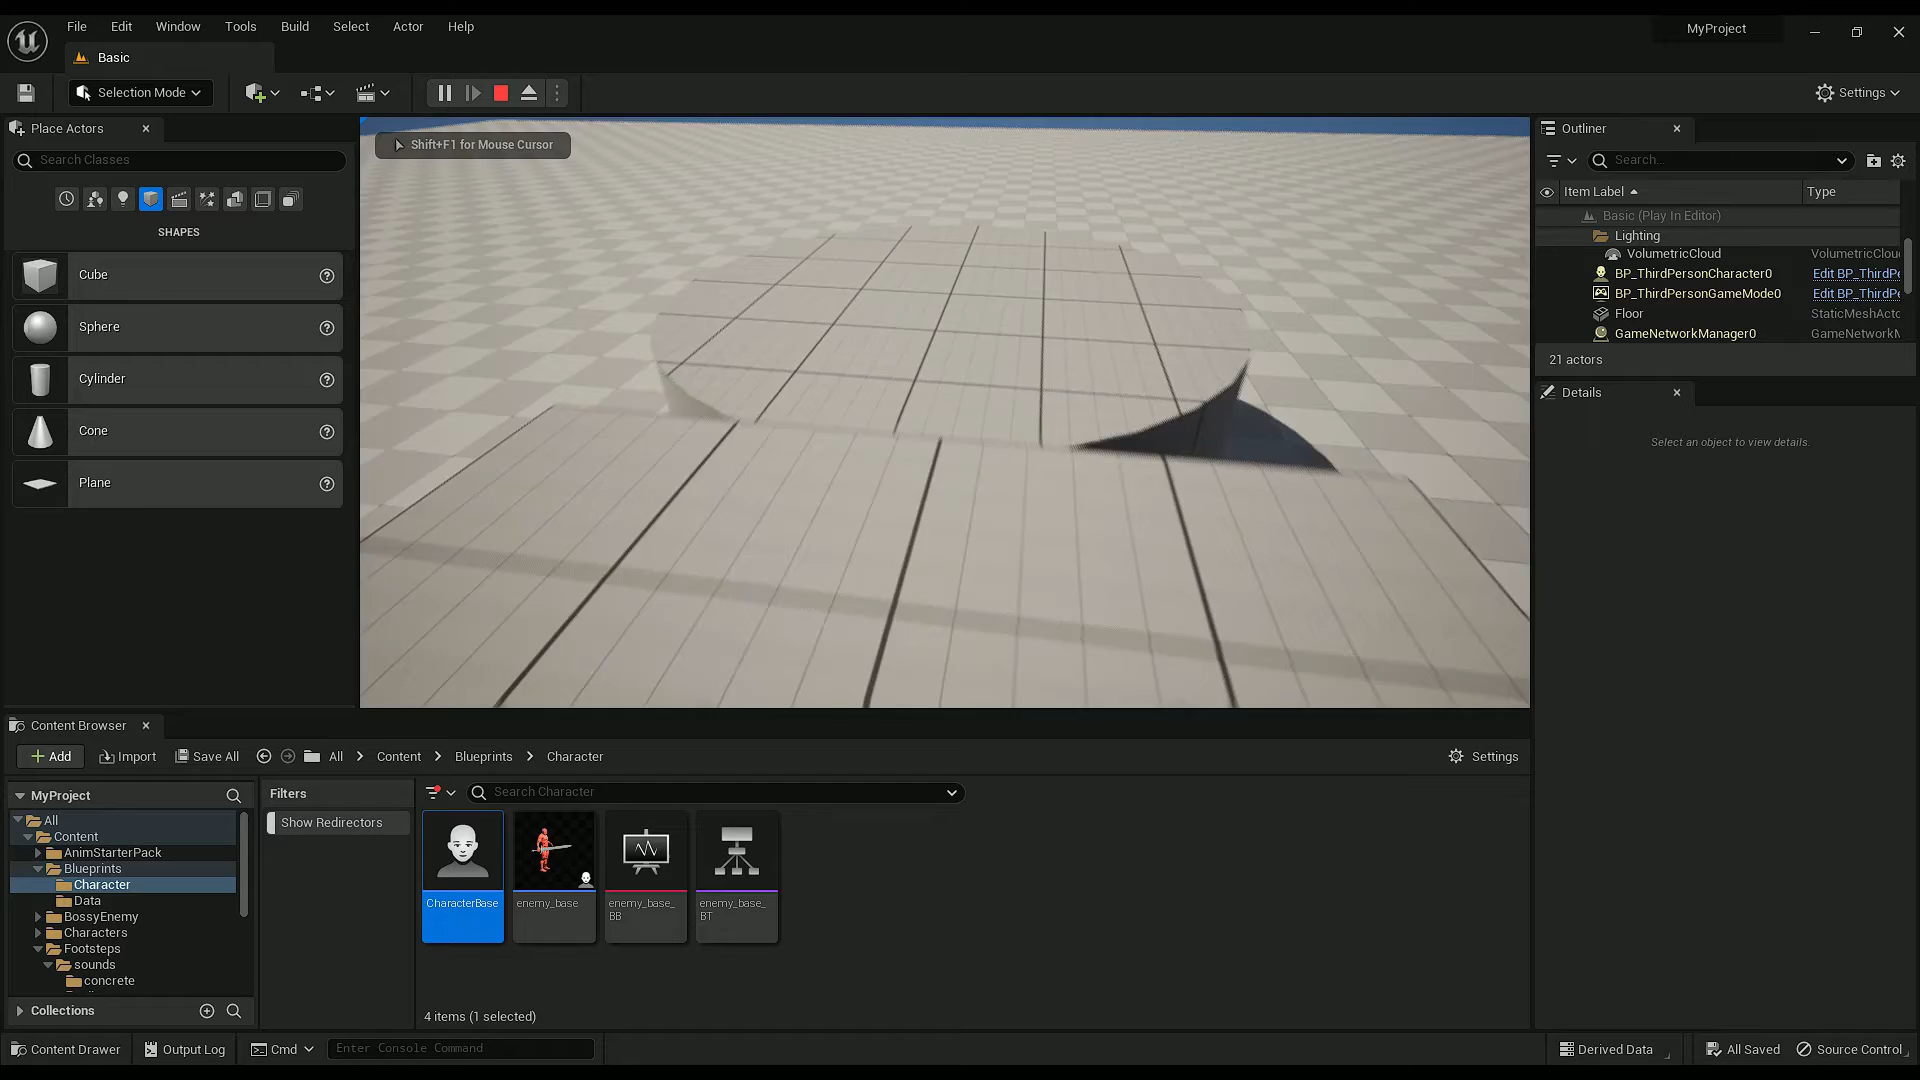 File Edit Window Tools Build Select Actor Help
MyProject
Basic
Selection Mode
Settings
Place Actors
Search Classes
SHAPES
Cube
Sphere
Cylinder
Cone
Plane
Shift+F1 for Mouse Cursor
Outliner
Search...
Item Label Type
Basic (Play In Editor)
Lighting
VolumetricCloud VolumetricClou
BP_ThirdPersonCharacter0 Edit BP_ThirdPe
BP_ThirdPersonGameMode0 Edit BP_ThirdPe
Floor StaticMeshActo
GameNetworkManager0 GameNetworkM
21 actors
Details
Select an object to view details.
Content Browser
Add Import Save All All Content Blueprints Character Settings
MyProject
All
Content
AnimStarterPack
Blueprints
Character
Data
BossyEnemy
Characters
Footsteps
sounds
concrete
Collections
Filters
Show Redirectors
Search Character
CharacterBase
enemy_base
enemy_base_
BB
enemy_base_
BT
4 items (1 selected)
Content Drawer Output Log Cmd Enter Console Command Derived Data All Saved Source Control